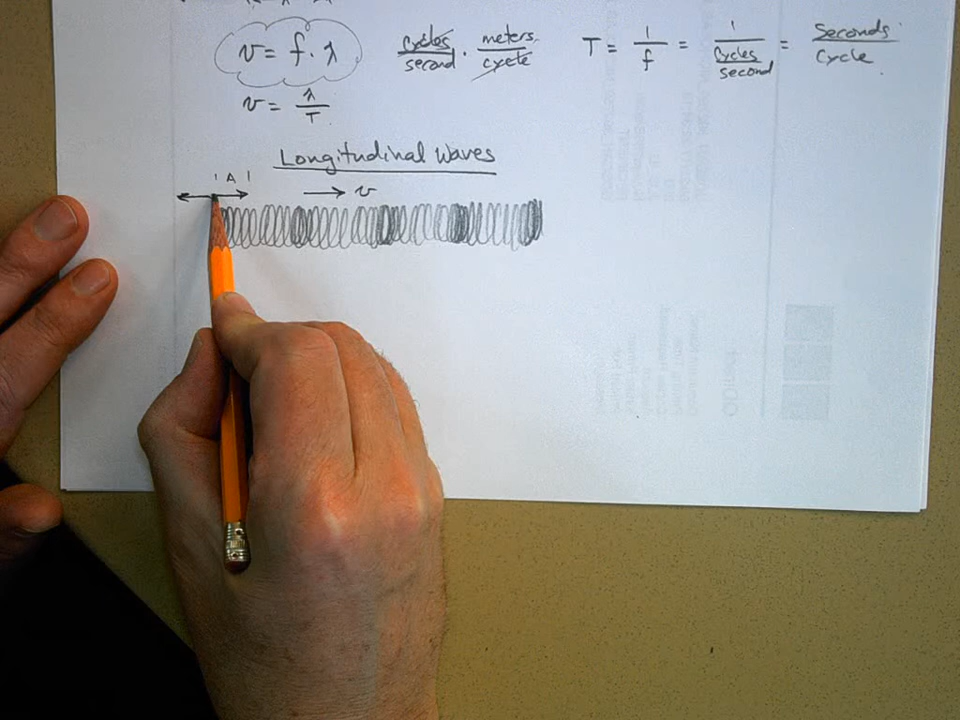 v = f · λ cycles/second · meters/cycle T = 1/f = 1/(cycles/second) = Seconds/Cycle
v = λ/T
Longitudinal Waves
A
v